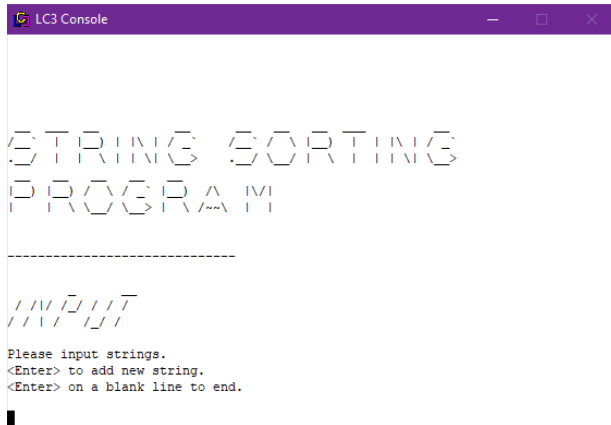 LC3 Console
STRING SORTING
PROGRAM
------------------------------
INPUT
Please input strings.
<Enter> to add new string.
<Enter> on a blank line to end.